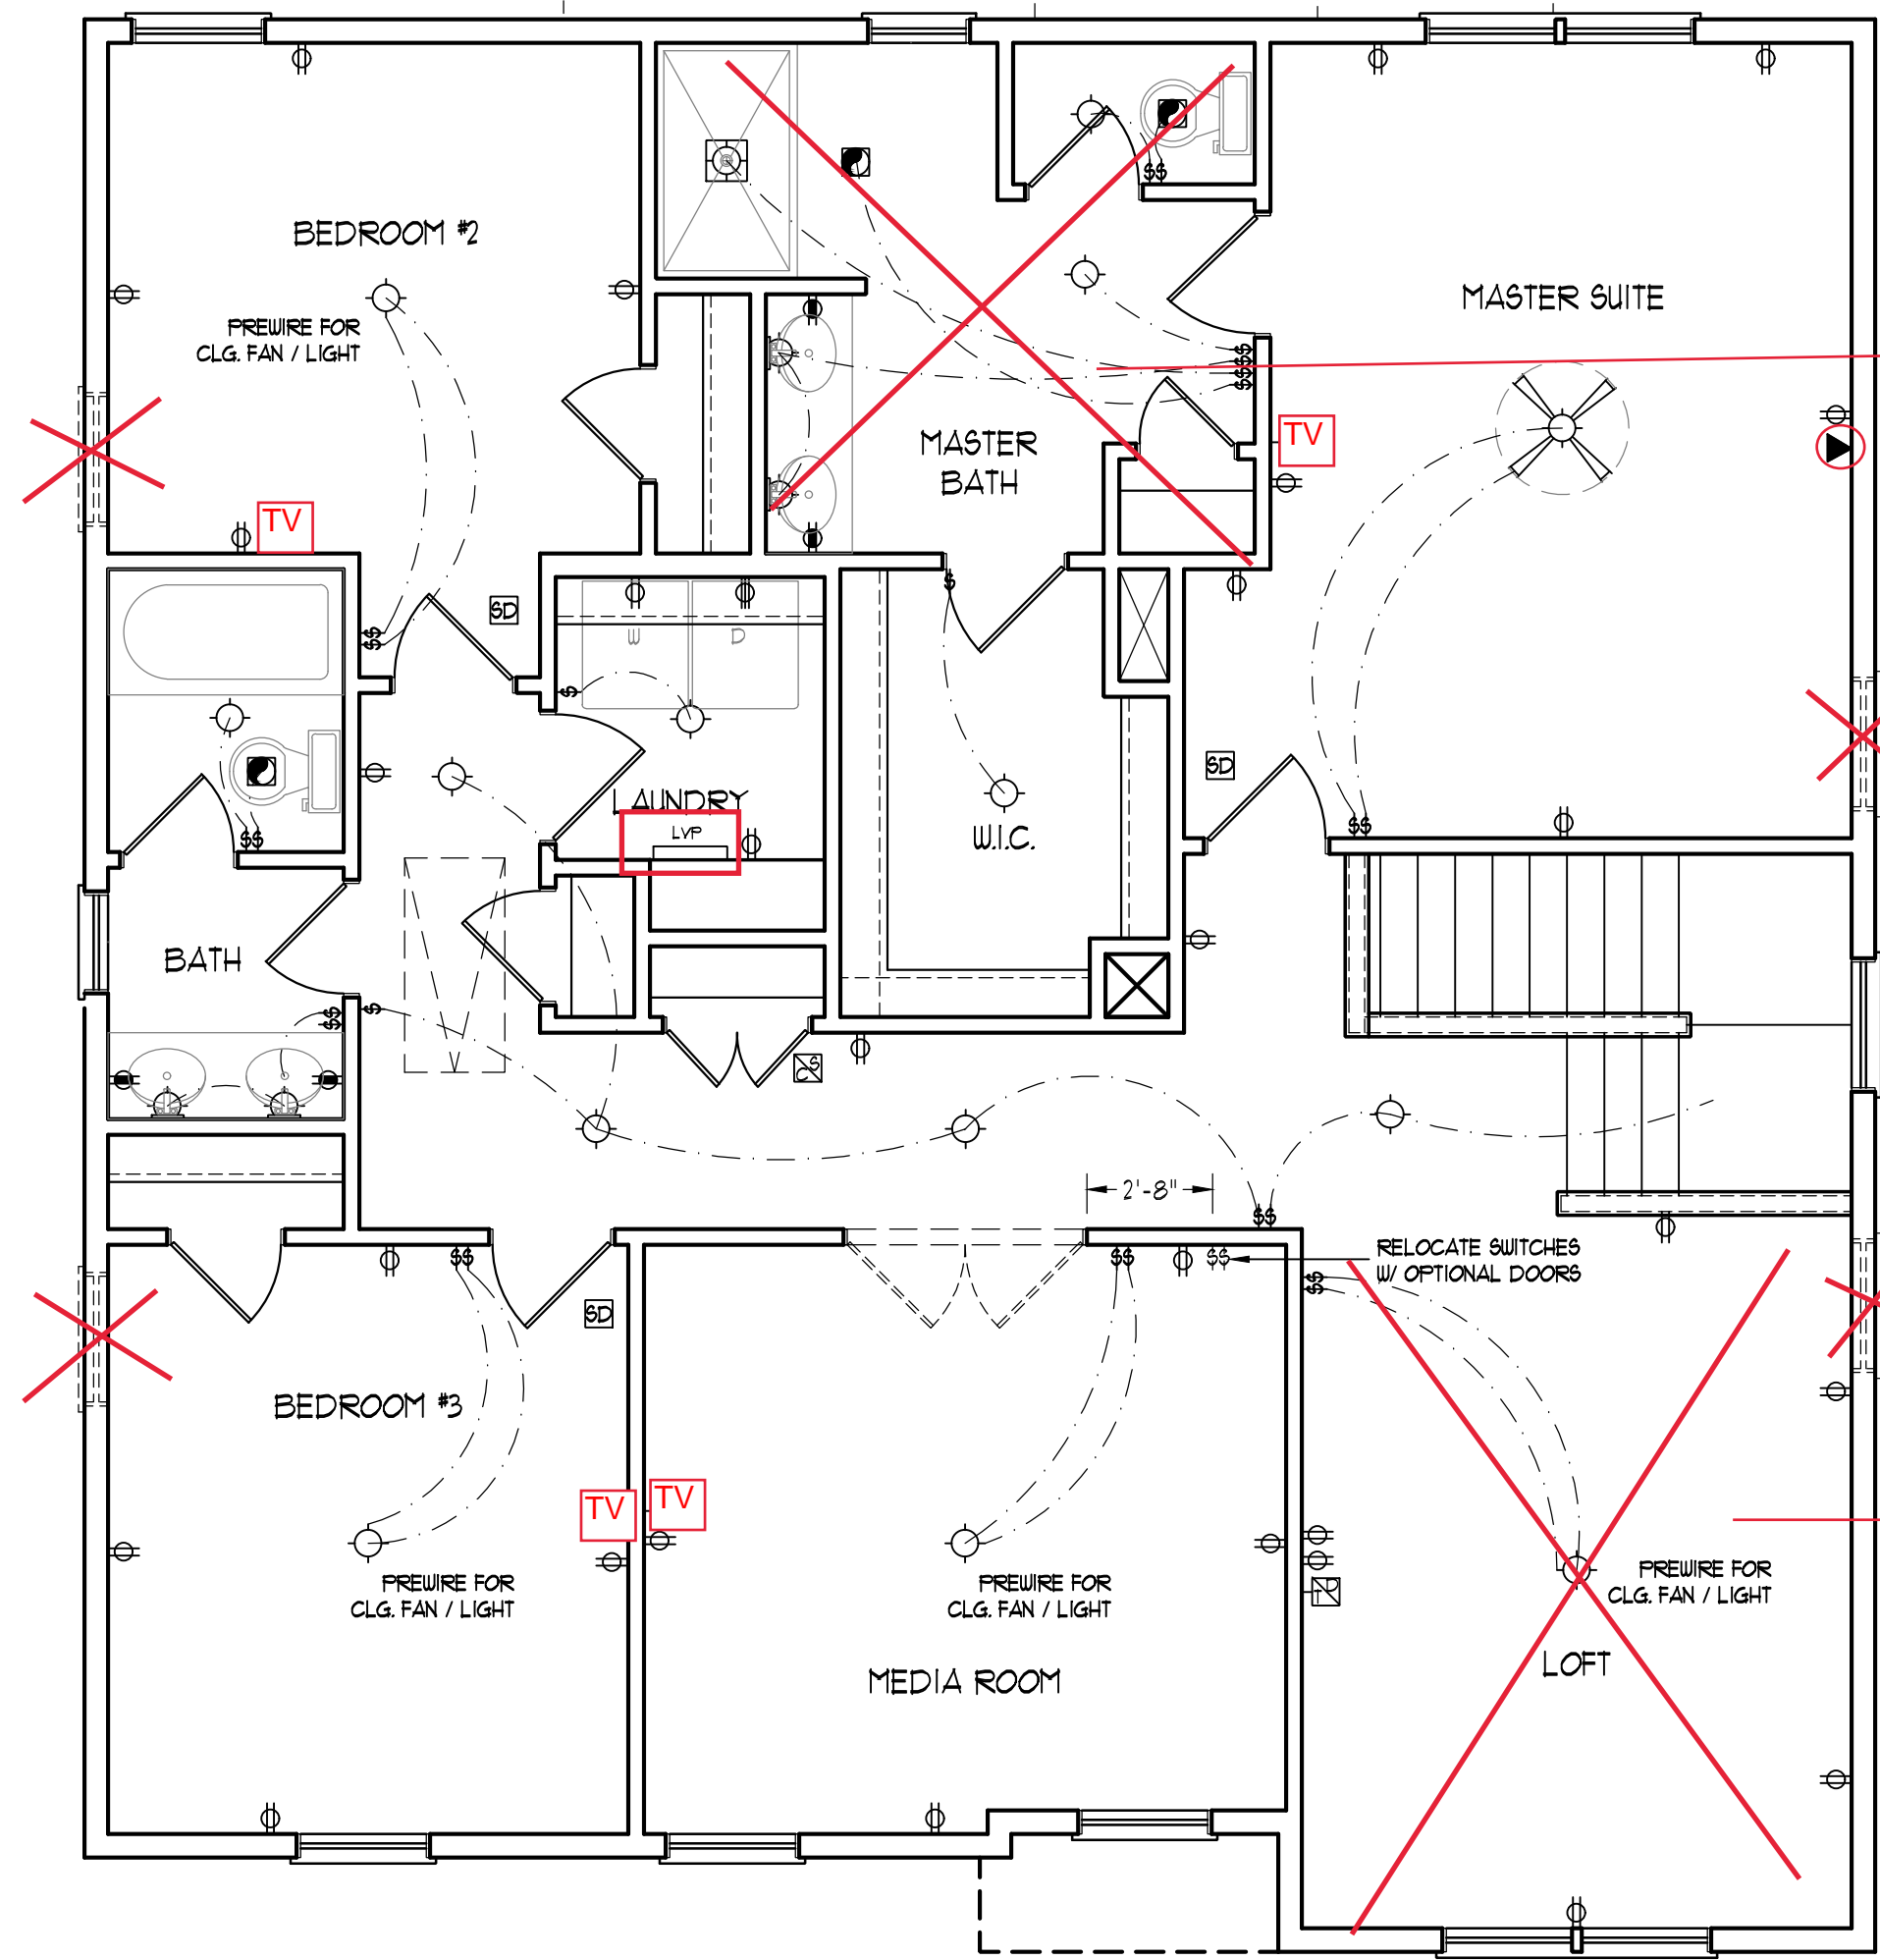 BEDROOM #2
PREWIRE FOR
CLG. FAN / LIGHT
$$
MASTER SUITE
$
$
$
$
MASTER
BATH
TV
TV
$
SD
$
$
W
D
$
SD
LAUNDRY
LVP
W.I.C.
$$
$$
BATH
$
$
$
C/S
2'-8"
$$
RELOCATE SWITCHES
W/ OPTIONAL DOORS
$$
$$
$$
$
$
SD
BEDROOM #3
TV
TV
PREWIRE FOR
CLG. FAN / LIGHT
PREWIRE FOR
CLG. FAN / LIGHT
PREWIRE FOR
CLG. FAN / LIGHT
MEDIA ROOM
LOFT